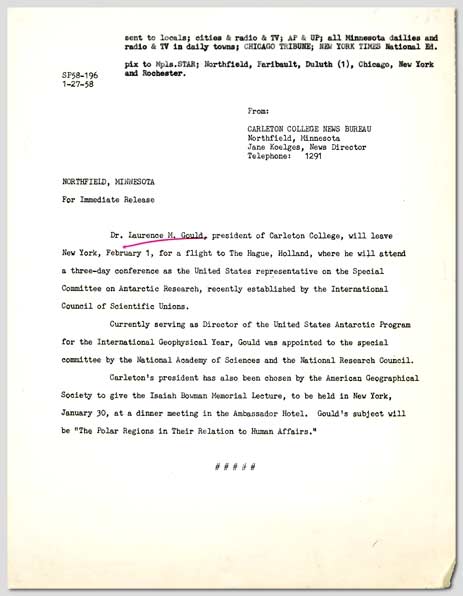 sent to locals; cities & radio & TV; AP & UP; all Minnesota dailies and
radio & TV in daily towns; CHICAGO TRIBUNE; NEW YORK TIMES National Ed.
pix to Mpls.STAR; Northfield, Faribault, Duluth (1), Chicago, New York
and Rochester.
SF58-196
1-27-58
From:
CARLETON COLLEGE NEWS BUREAU
Northfield, Minnesota
Jane Koelges, News Director
Telephone: 1291
NORTHFIELD, MINNESOTA
For Immediate Release
Dr. Laurence M. Gould, president of Carleton College, will leave
New York, February 1, for a flight to The Hague, Holland, where he will attend
a three-day conference as the United States representative on the Special
Committee on Antarctic Research, recently established by the International
Council of Scientific Unions.
Currently serving as Director of the United States Antarctic Program
for the International Geophysical Year, Gould was appointed to the special
committee by the National Academy of Sciences and the National Research Council.
Carleton's president has also been chosen by the American Geographical
Society to give the Isaiah Bowman Memorial Lecture, to be held in New York,
January 30, at a dinner meeting in the Ambassador Hotel. Gould's subject will
be "The Polar Regions in Their Relation to Human Affairs."
# # # # #